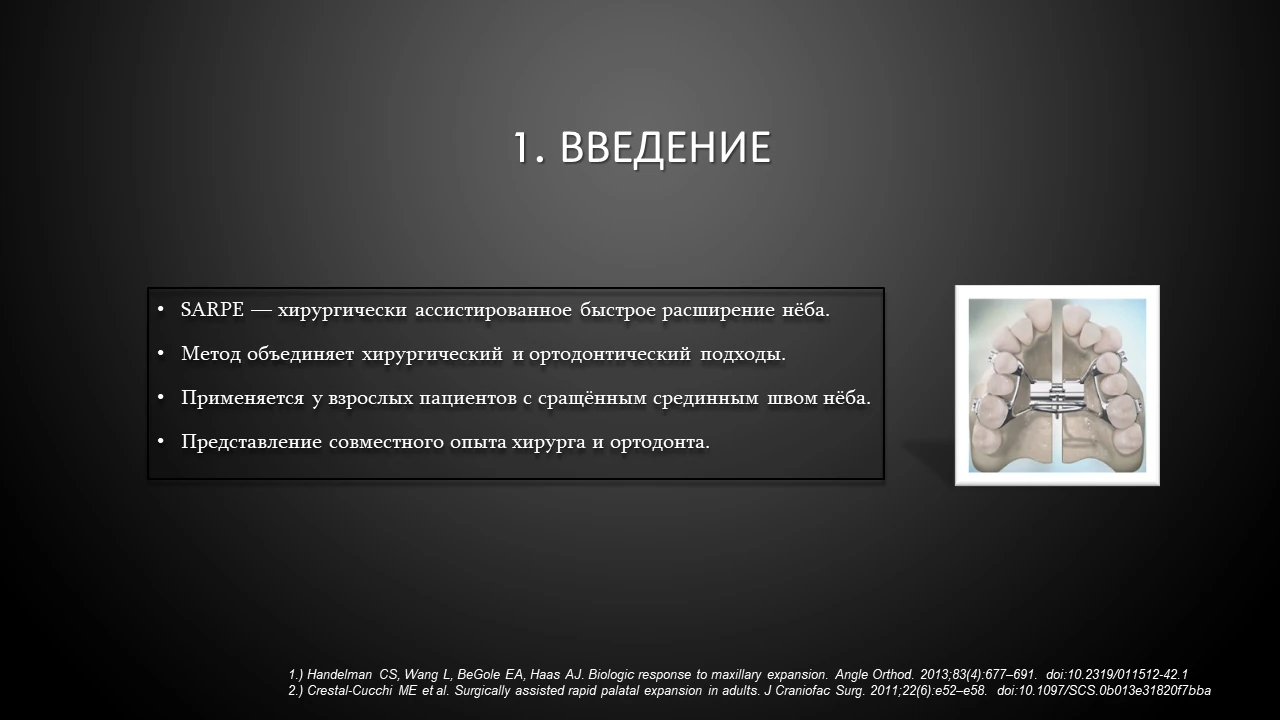 1. ВВЕДЕНИЕ
• SARPE — хирургически ассистированное быстрое расширение нёба.
• Метод объединяет хирургический и ортодонтический подходы.
• Применяется у взрослых пациентов с сращённым срединным швом нёба.
• Представление совместного опыта хирурга и ортодонта.
1.) Handelman CS, Wang L, BeGole EA, Haas AJ. Biologic response to maxillary expansion. Angle Orthod. 2013;83(4):677–691. doi:10.2319/011512-42.1
2.) Crestal-Cucchi ME et al. Surgically assisted rapid palatal expansion in adults. J Craniofac Surg. 2011;22(6):e52–e58. doi:10.1097/SCS.0b013e31820f7bba